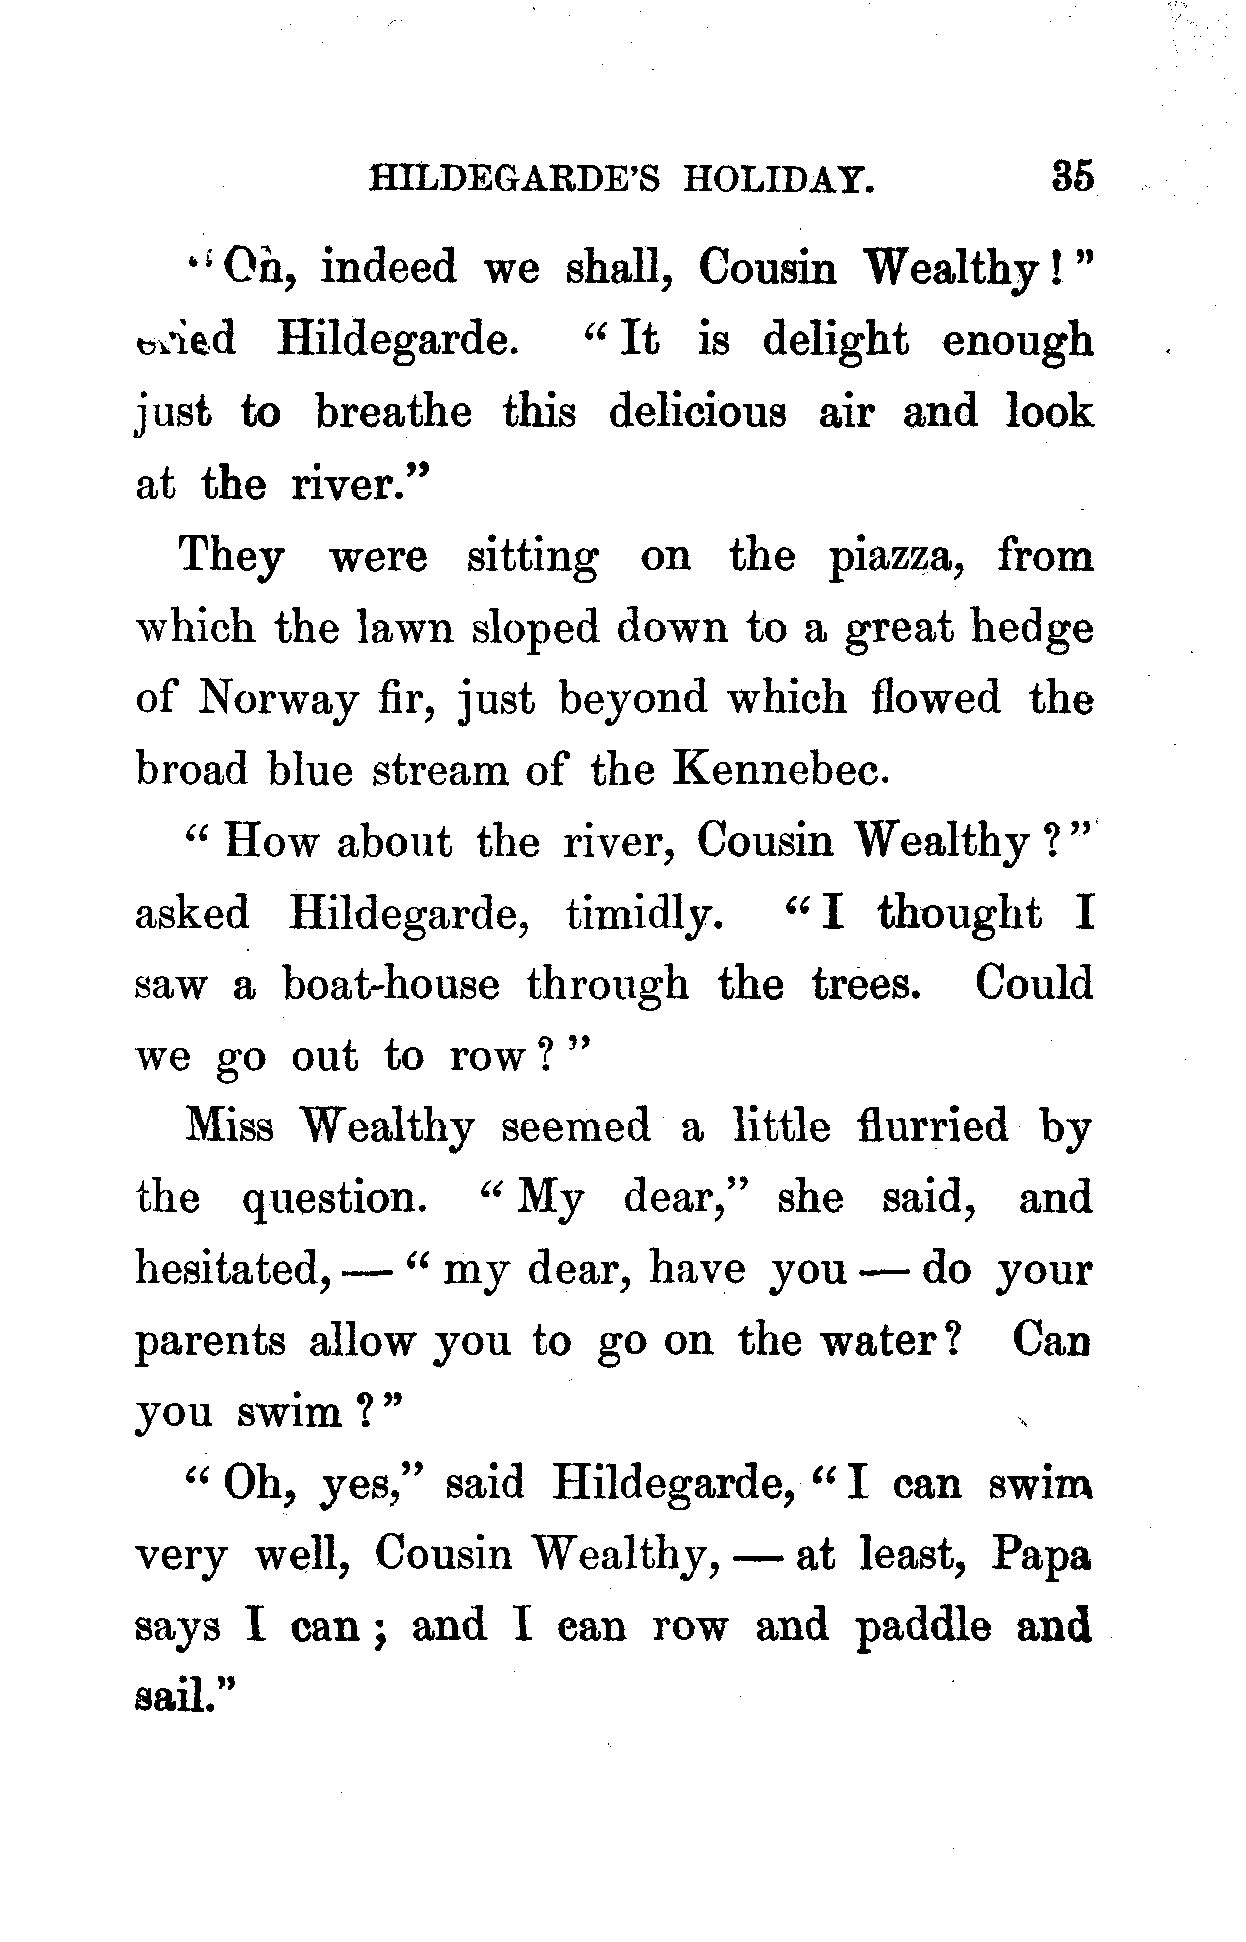 HILDEGARDE'S HOLIDAY. 35
"Oh, indeed we shall, Cousin Wealthy!"
cried Hildegarde. "It is delight enough
just to breathe this delicious air and look
at the river."
They were sitting on the piazza, from
which the lawn sloped down to a great hedge
of Norway fir, just beyond which flowed the
broad blue stream of the Kennebec.
"How about the river, Cousin Wealthy?"
asked Hildegarde, timidly. "I thought I
saw a boat-house through the trees. Could
we go out to row?"
Miss Wealthy seemed a little flurried by
the question. "My dear," she said, and
hesitated,—"my dear, have you—do your
parents allow you to go on the water? Can
you swim?"
"Oh, yes," said Hildegarde, "I can swim
very well, Cousin Wealthy,—at least, Papa
says I can; and I can row and paddle and
sail."